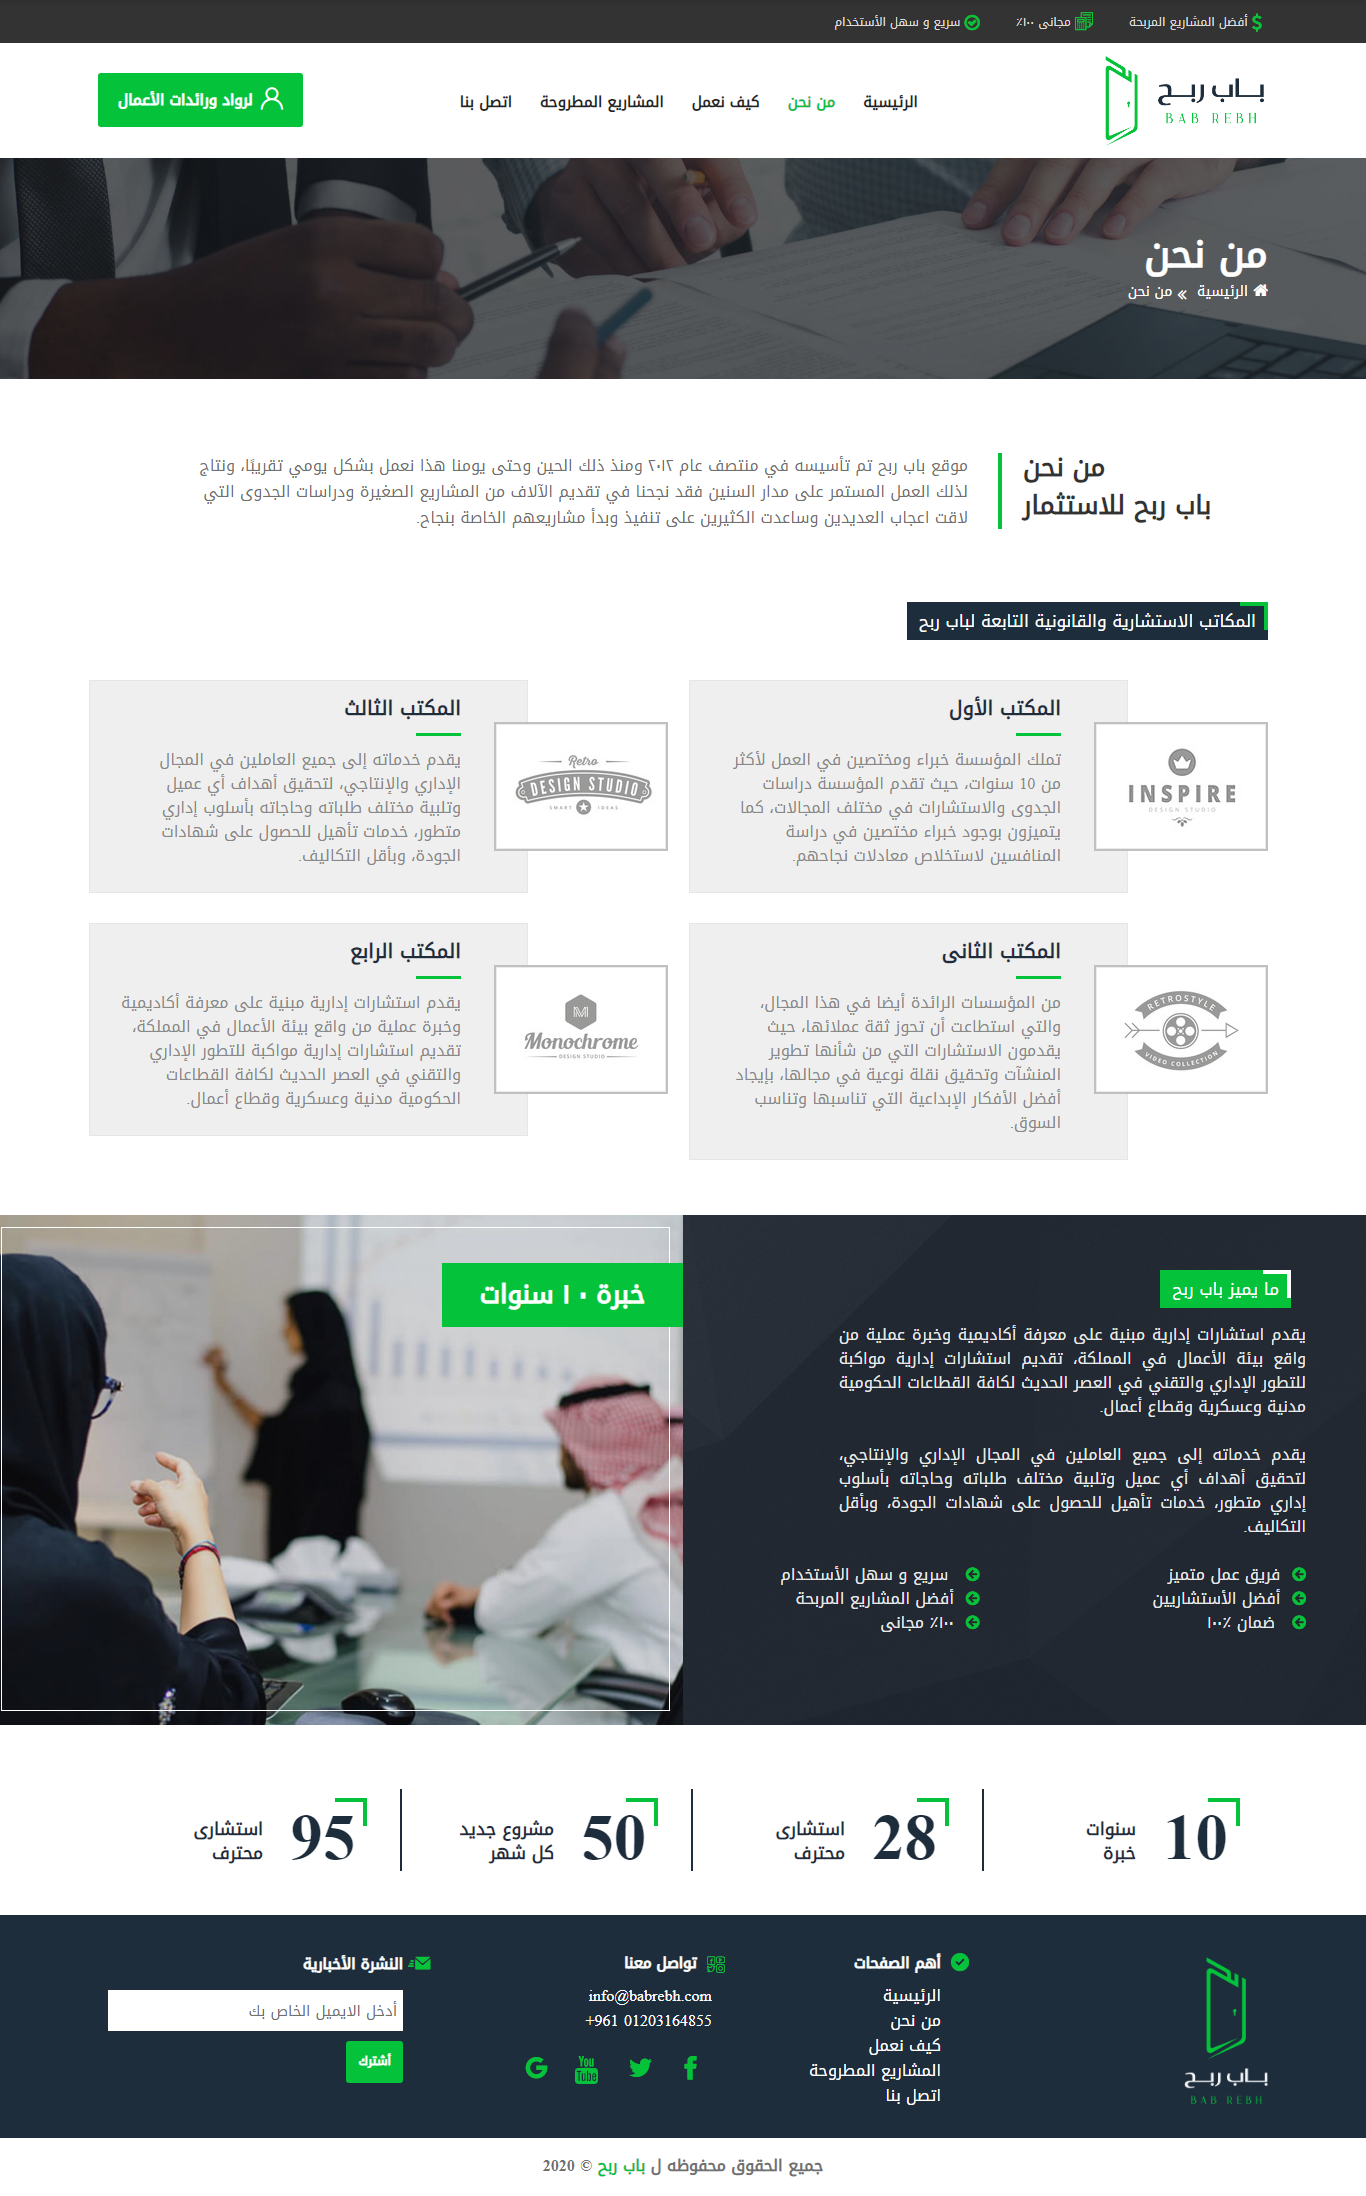 أفضل المشاريع المربحة
مجانى ١٠٠٪
سريع و سهل الأستخدام
بـاب ربـح
BAB REBH
الرئيسية
من نحن
كيف نعمل
المشاريع المطروحة
اتصل بنا
لرواد ورائدات الأعمال
من نحن
الرئيسية » من نحن
من نحن
باب ربح للاستثمار
موقع باب ربح تم تأسيسه في منتصف عام ٢٠١٢ ومنذ ذلك الحين وحتى يومنا هذا نعمل بشكل يومي تقريبًا، ونتاج
لذلك العمل المستمر على مدار السنين فقد نجحنا في تقديم الآلاف من المشاريع الصغيرة ودراسات الجدوى التي
لاقت اعجاب العديدين وساعدت الكثيرين على تنفيذ وبدأ مشاريعهم الخاصة بنجاح.
المكاتب الاستشارية والقانونية التابعة لباب ربح
INSPIRE
DESIGN STUDIO
المكتب الأول
تملك المؤسسة خبراء ومختصين في العمل لأكثر
من 10 سنوات، حيث تقدم المؤسسة دراسات
الجدوى والاستشارات في مختلف المجالات، كما
يتميزون بوجود خبراء مختصين في دراسة
المنافسين لاستخلاص معادلات نجاحهم.
Retro
DESIGN STUDIO
SMART IDEAS
المكتب الثالث
يقدم خدماته إلى جميع العاملين في المجال
الإداري والإنتاجي، لتحقيق أهداف أي عميل
وتلبية مختلف طلباته وحاجاته بأسلوب إداري
متطور، خدمات تأهيل للحصول على شهادات
الجودة، وبأقل التكاليف.
RETROSTYLE
VIDEO COLLECTION
المكتب الثانى
من المؤسسات الرائدة أيضا في هذا المجال،
والتي استطاعت أن تحوز ثقة عملائها، حيث
يقدمون الاستشارات التي من شأنها تطوير
المنشآت وتحقيق نقلة نوعية في مجالها، بإيجاد
أفضل الأفكار الإبداعية التي تناسبها وتناسب
السوق.
M
Monochrome
DESIGN STUDIO
المكتب الرابع
يقدم استشارات إدارية مبنية على معرفة أكاديمية
وخبرة عملية من واقع بيئة الأعمال في المملكة،
تقديم استشارات إدارية مواكبة للتطور الإداري
والتقني في العصر الحديث لكافة القطاعات
الحكومية مدنية وعسكرية وقطاع أعمال.
ما يميز باب ربح
يقدم استشارات إدارية مبنية على معرفة أكاديمية وخبرة عملية من
واقع بيئة الأعمال في المملكة، تقديم استشارات إدارية مواكبة
للتطور الإداري والتقني في العصر الحديث لكافة القطاعات الحكومية
مدنية وعسكرية وقطاع أعمال.
يقدم خدماته إلى جميع العاملين في المجال الإداري والإنتاجي،
لتحقيق أهداف أي عميل وتلبية مختلف طلباته وحاجاته بأسلوب
إداري متطور، خدمات تأهيل للحصول على شهادات الجودة، وبأقل
التكاليف.
فريق عمل متميز
أفضل الأستشاريين
ضمان ٪١٠٠
سريع و سهل الأستخدام
أفضل المشاريع المربحة
١٠٠٪ مجانى
خبرة ١٠ سنوات
10
سنوات
خبرة
28
استشارى
محترف
50
مشروع جديد
كل شهر
95
استشارى
محترف
بـاب ربـح
BAB REBH
أهم الصفحات
الرئيسية
من نحن
كيف نعمل
المشاريع المطروحة
اتصل بنا
تواصل معنا
info@babrebh.com
+961 01203164855
You
Tube
النشرة الأخبارية
أدخل الايميل الخاص بك
أشترك
جميع الحقوق محفوظه ل باب ربح © 2020